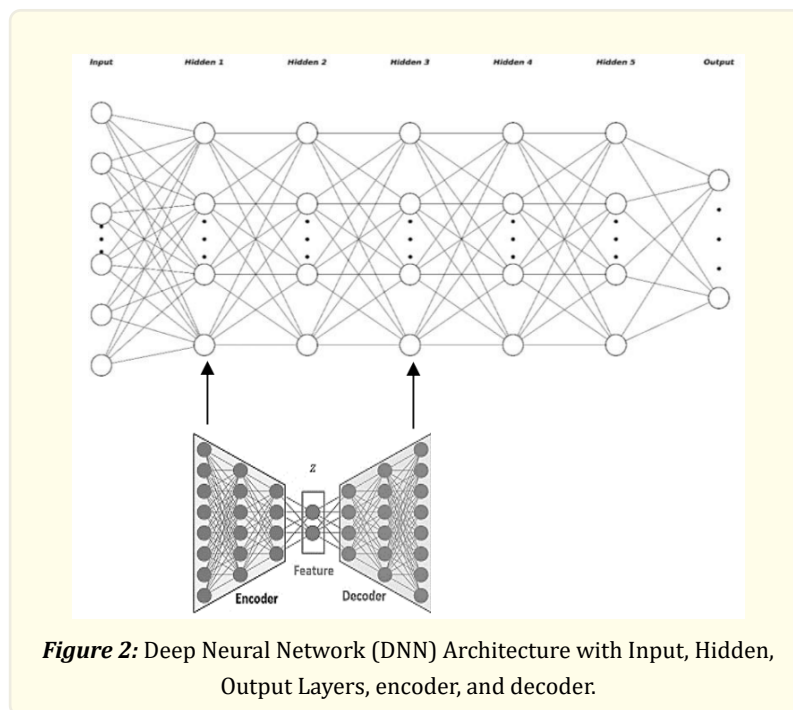 Input Hidden 1 Hidden 2 Hidden 3 Hidden 4 Hidden 5 Output
z
Feature
Encoder Decoder
Figure 2: Deep Neural Network (DNN) Architecture with Input, Hidden,
Output Layers, encoder, and decoder.